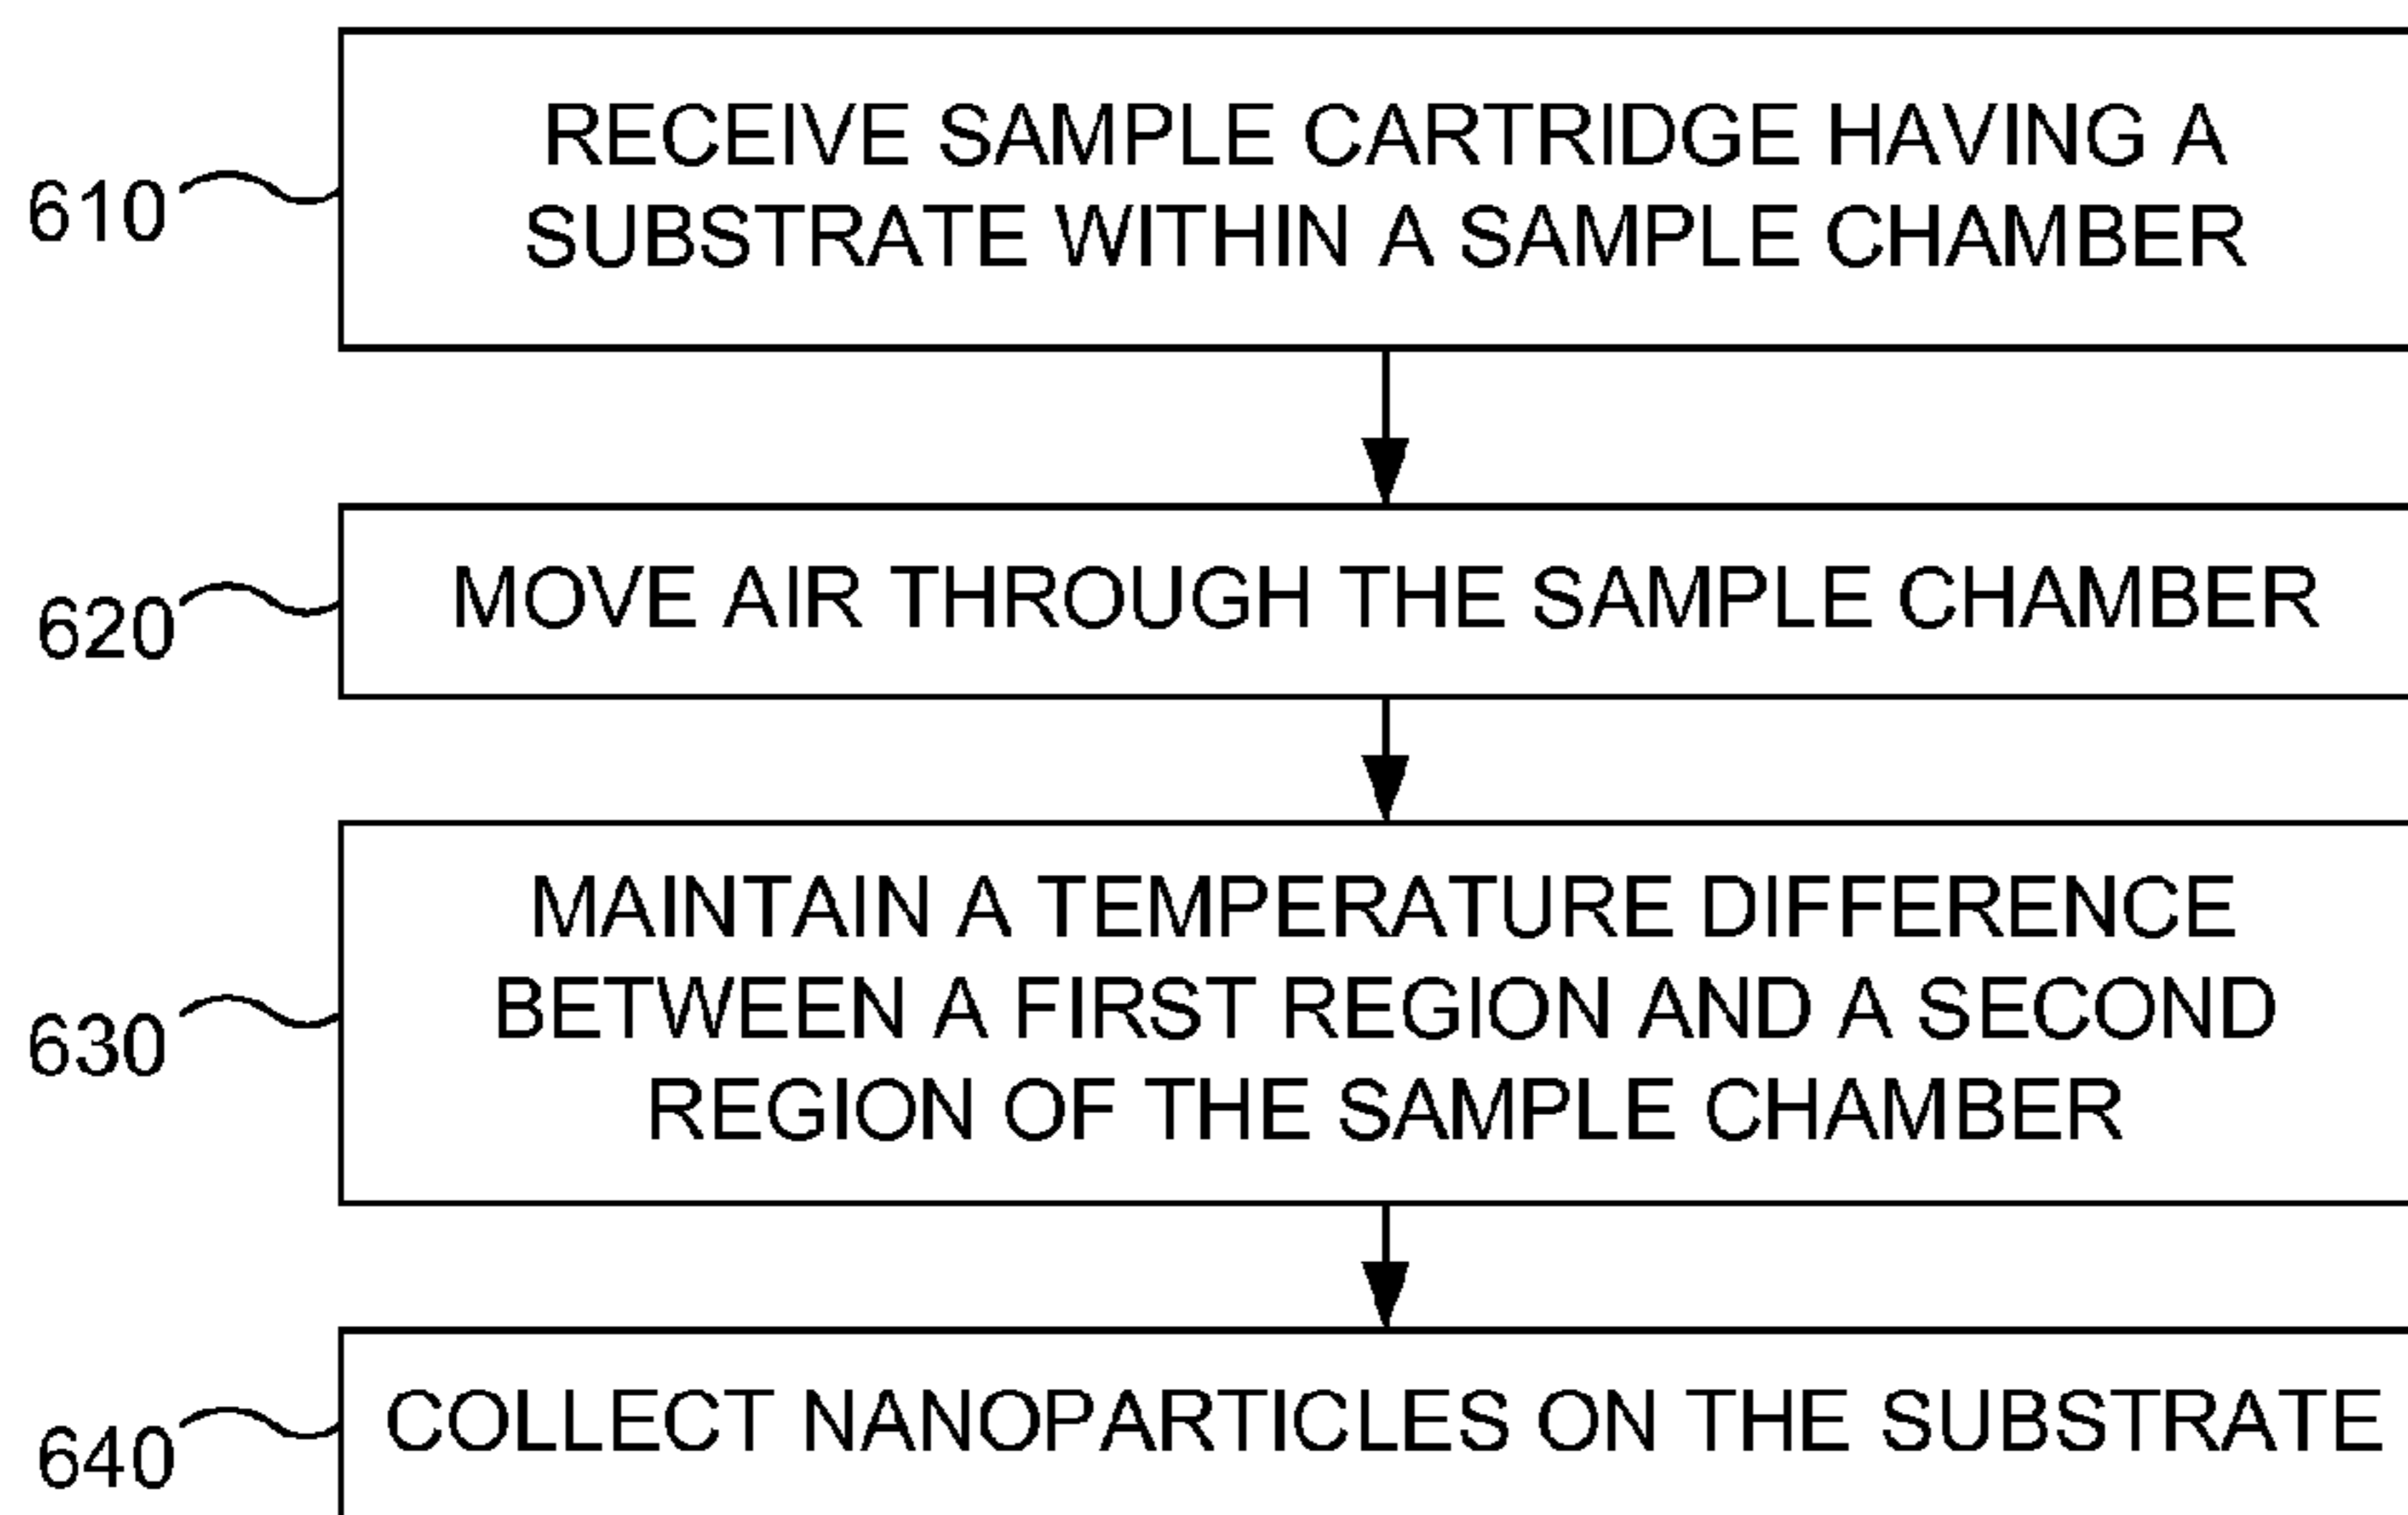 610
RECEIVE SAMPLE CARTRIDGE HAVING A
SUBSTRATE WITHIN A SAMPLE CHAMBER
620
MOVE AIR THROUGH THE SAMPLE CHAMBER
630
MAINTAIN A TEMPERATURE DIFFERENCE
BETWEEN A FIRST REGION AND A SECOND
REGION OF THE SAMPLE CHAMBER
640
COLLECT NANOPARTICLES ON THE SUBSTRATE